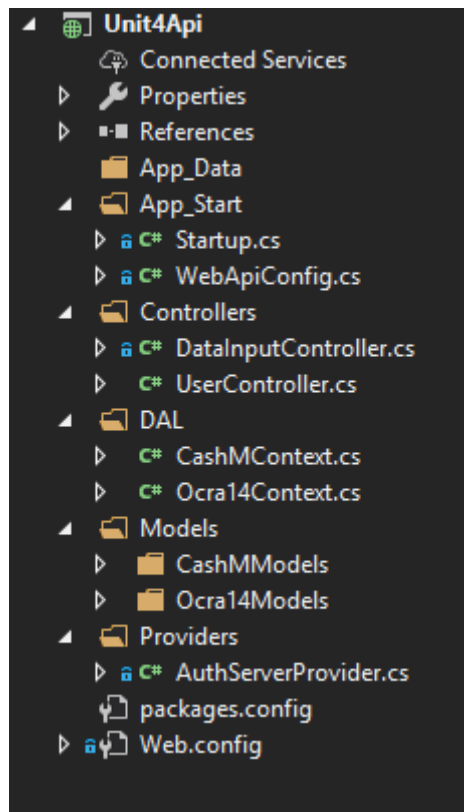 Unit4Api
Connected Services
Properties
References
App_Data
App_Start
C# Startup.cs
C# WebApiConfig.cs
Controllers
C# DataInputController.cs
C# UserController.cs
DAL
C# CashMContext.cs
C# Ocra14Context.cs
Models
CashMModels
Ocra14Models
Providers
C# AuthServerProvider.cs
packages.config
Web.config